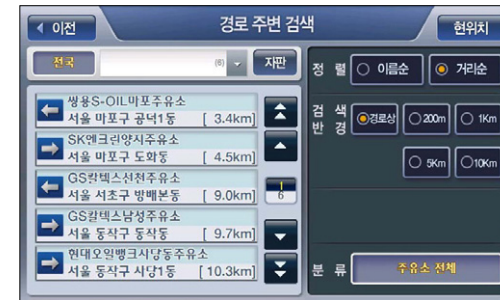 이전
경로 주변 검색
현위치
전국 (6) 자판
쌍용S-OIL마포주유소
서울 마포구 공덕1동 [ 3.4km]
SK엔크린양지주유소
서울 마포구 도화동 [ 4.5km]
GS칼텍스선천주유소
서울 서초구 방배본동 [ 9.0km]
GS칼텍스남성주유소
서울 동작구 동작동 [ 9.7km]
현대오일뱅크사당동주유소
서울 동작구 사당1동 [ 10.3km]
1
6
정 렬 이름순 거리순
검 색
반 경
경로상 200m 1Km
5Km 10Km
분 류 주유소 전체